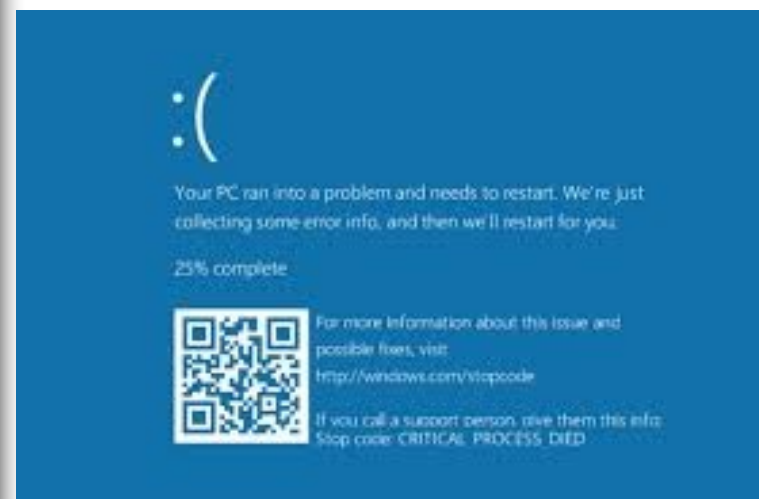 :(
Your PC ran into a problem and needs to restart. We're just
collecting some error info, and then we'll restart for you.
25% complete
For more information about this issue and
possible fixes, visit
http://windows.com/stopcode
If you call a support person, give them this info:
Stop code: CRITICAL PROCESS DIED